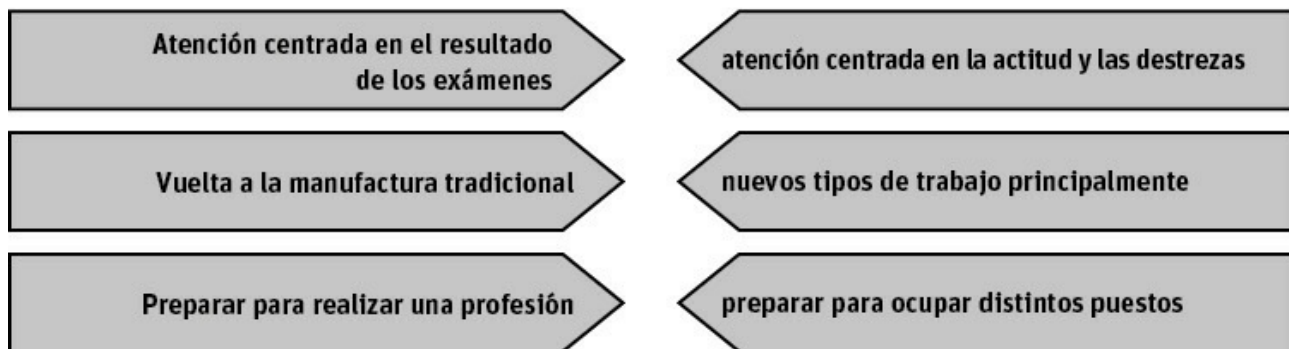 Atención centrada en el resultado
de los exámenes
atención centrada en la actitud y las destrezas
Vuelta a la manufactura tradicional
nuevos tipos de trabajo principalmente
Preparar para realizar una profesión
preparar para ocupar distintos puestos